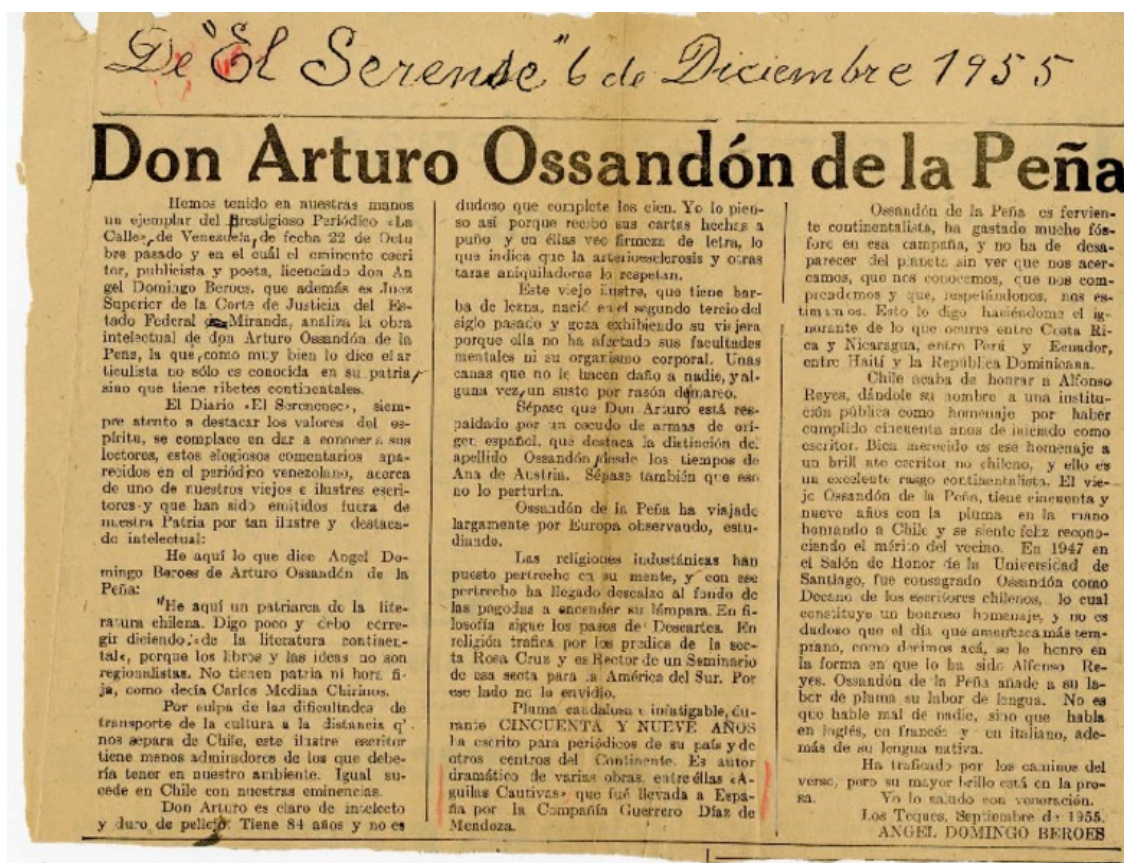 De "El Serense" 6 de Diciembre 1955
Don Arturo Ossandón de la Peña
Hemos tenido en nuestras manos
un ejemplar del Prestigioso Periódico «La
Calle», de Venezuela, de fecha 22 de Octu
bre pasado y en el cuál el eminente escri
tor, publicista y poeta, licenciado don An
gel Domingo Beroes, que además es Juez
Superior de la Corte de Justicia del Es-
tado Federal de Miranda, analiza la obra
intelectual de don Arturo Ossandón de la
Peña, la que, como muy bien lo dice el ar
ticulista no sólo es conocida en su patria,
sino que tiene ribetes continentales.
El Diario «El Serenense», siem-
pre atento a destacar los valores del es-
píritu, se complace en dar a conocer a sus
lectores, estos elogiosos comentarios apa-
recidos en el periódico venezolano, acerca
de uno de nuestros viejos e ilustres escri-
tores y que han sido emitidos fuera de
nuestra Patria por tan ilustre y destaca-
do intelectual:
He aquí lo que dice Angel Do-
mingo Beroes de Arturo Ossandón de la
Peña:
"He aquí un patriarca de la lite-
ratura chilena. Digo poco y debo corre-
gir diciendo: «de la literatura continen-
tal», porque los libros y las ideas no son
regionalistas. No tienen patria ni hora fi-
ja, como decía Carlos Medina Chirinos.
Por culpa de las dificultades de
transporte de la cultura a la distancia q'
nos separa de Chile, este ilustre escritor
tiene menos admiradores de los que debe-
ría tener en nuestro ambiente. Igual su-
cede en Chile con nuestras eminencias.
Don Arturo es claro de intelecto
y duro de pellejo. Tiene 84 años y no es
dudoso que complete los cien. Yo lo pien-
so así porque recibo sus cartas hechas a
puño y en éllas veo firmeza de letra, lo
que indica que la arterioesclerosis y otras
taras aniquiladoras lo respetan.
Este viejo ilustre, que tiene bar-
ba de lezna, nació en el segundo tercio del
siglo pasado y goza exhibiendo su viejera
porque ella no ha afectado sus facultades
mentales ni su organismo corporal. Unas
canas que no le hacen daño a nadie, y al-
guna vez, un susto por razón de mareo.
Sépase que Don Arturo está res-
paldado por un escudo de armas de orí-
gen español, que destaca la distinción del
apellido Ossandón desde los tiempos de
Ana de Austria. Sépase también que eso
no lo perturba.
Ossandón de la Peña ha viajado
largamente por Europa observando, estu-
diando.
Las religiones indostánicas han
puesto pertrecho en su mente, y con ese
pertrecho ha llegado descalzo al fondo de
las pagodas a encender su lámpara. En fi-
losofía sigue los pasos de Descartes. En
religión trafica por los predios de la sec-
ta Rosa Cruz y es Rector de un Seminario
de esa secta para la América del Sur. Por
ese lado no lo envidio.
Pluma caudalosa e infatigable, du-
rante CINCUENTA Y NUEVE AÑOS
ha escrito para periódicos de su país y de
otros centros del Continente. Es autor
dramático de varias obras, entre éllas «A-
guilas Cautivas» que fué llevada a Espa-
ña por la Compañía Guerrero Díaz de
Mendoza.
Ossandón de la Peña es fervien-
te continentalista, ha gastado mucho fós-
foro en esa campaña, y no ha de desa-
parecer del planeta sin ver que nos acer-
camos, que nos conocemos, que nos com-
prendemos y que, respetándonos, nos es-
timamos. Esto lo digo haciéndome el ig-
norante de lo que ocurre entre Costa Ri-
ca y Nicaragua, entre Perú y Ecuador,
entre Haití y la República Dominicana.
Chile acaba de honrar a Alfonso
Reyes, dándole su nombre a una institu-
ción pública como homenaje por haber
cumplido cincuenta anos de iniciado como
escritor. Bien merecido es ese homenaje a
un brill nte escritor no chileno, y ello es
un excelente rasgo continentalista. El vie-
jo Ossandón de la Peña, tiene cincuenta y
nueve años con la pluma en la mano
honrando a Chile y se siente feliz recono-
ciendo el mérito del vecino. En 1947 en
el Salón de Honor de la Universidad de
Santiago, fue consagrado Ossandón como
Decano de los escritores chilenos, lo cual
constituye un honroso homenaje, y no es
dudoso que el día que amanezca más tem-
prano, como decimos acá, se le honre en
la forma en que lo ha sido Alfonso Re-
yes. Ossandón de la Peña añade a su la-
bor de pluma su labor de lengua. No es
que hable mal de nadie, sino que habla
en inglés, en francés y en italiano, ade-
más de su lengua nativa.
Ha traficado por los caminos del
verso, pero su mayor brillo está en la pro-
sa. Yo lo saludo con veneración.
Los Teques, Septiembre de 1955.
ANGEL DOMINGO BEROES